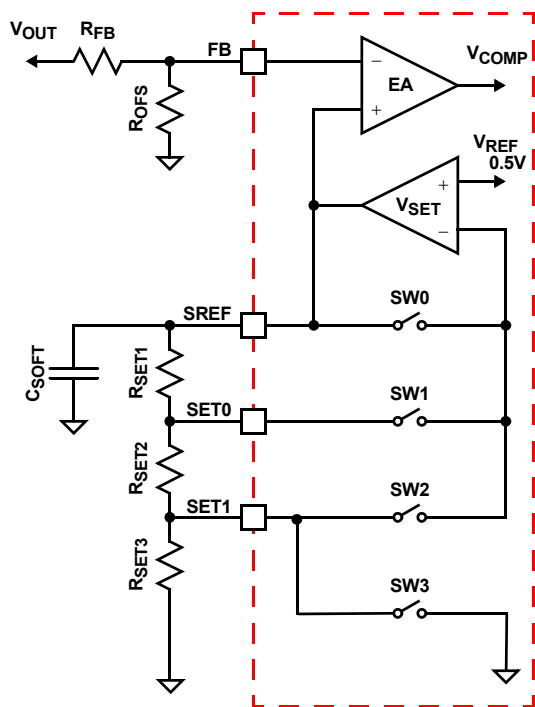 VOUT
RFB
FB
ROFS
−
EA
+
VCOMP
VREF
0.5V
+
VSET
−
SREF
SW0
CSOFT
RSET1
SET0
SW1
RSET2
SET1
SW2
RSET3
SW3